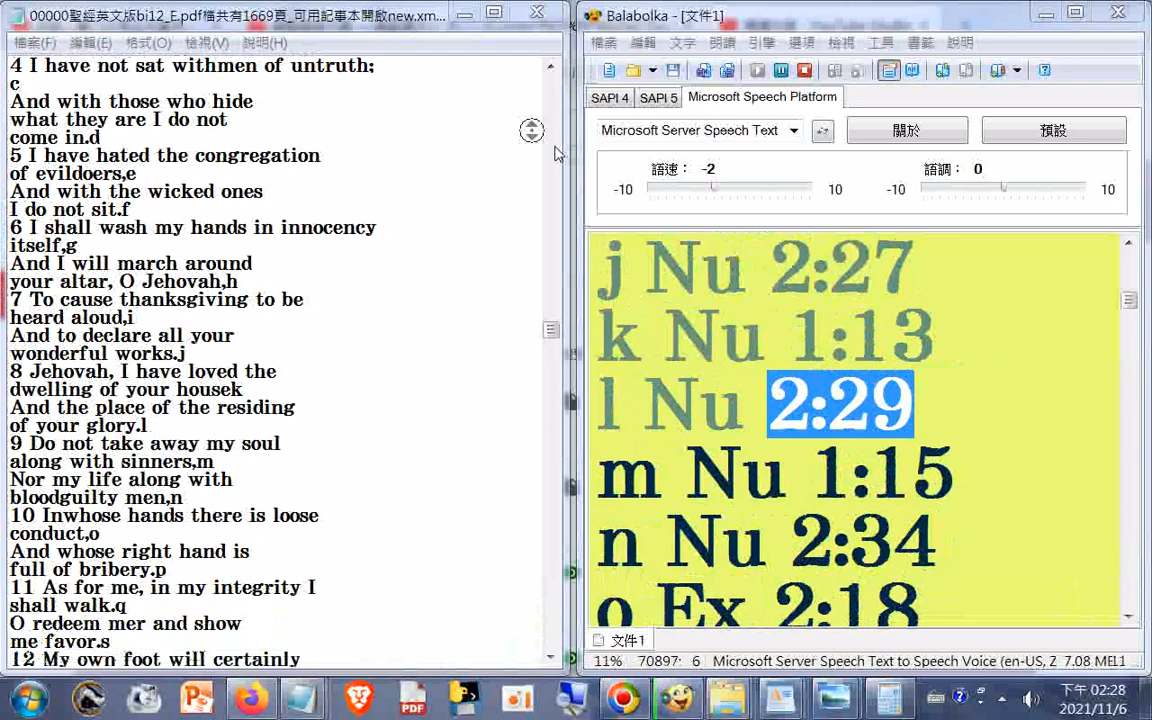 00000聖經英文版bi12_E.pdf檔共有1669頁_可用記事本開啟new.xm...
檔案(F) 編輯(E) 格式(O) 檢視(V) 說明(H)
4 I have not sat withmen of untruth;
c
And with those who hide
what they are I do not
come in.d
5 I have hated the congregation
of evildoers,e
And with the wicked ones
I do not sit.f
6 I shall wash my hands in innocency
itself,g
And I will march around
your altar, O Jehovah,h
7 To cause thanksgiving to be
heard aloud,i
And to declare all your
wonderful works.j
8 Jehovah, I have loved the
dwelling of your housek
And the place of the residing
of your glory.l
9 Do not take away my soul
along with sinners,m
Nor my life along with
bloodguilty men,n
10 Inwhose hands there is loose
conduct,o
And whose right hand is
full of bribery.p
11 As for me, in my integrity I
shall walk.q
O redeem mer and show
me favor.s
12 My own foot will certainly
Balabolka - [文件1]
檔案 編輯 文字 朗讀 引擎 選項 檢視 工具 書籤 說明
SAPI 4 SAPI 5 Microsoft Speech Platform
Microsoft Server Speech Text 關於 預設
語速: -2 語調: 0
-10 10 -10 10
j Nu 2:27
k Nu 1:13
l Nu 2:29
m Nu 1:15
n Nu 2:34
o Ex 2:18
文件1
11% 70897: 6 Microsoft Server Speech Text to Speech Voice (en-US, Z 7.08 ME
PDF
下午 02:28
2021/11/6